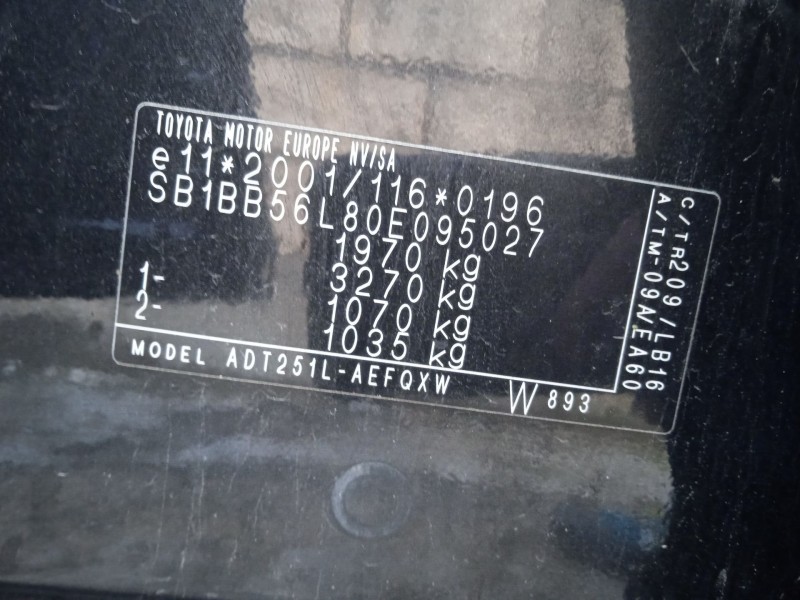 TOYOTA MOTOR EUROPE NV/SA
e11*2001/116*0196
SB1BB56L80E095027
1970 kg
3270 kg
1- 1070 kg
2- 1035 kg
MODEL ADT251L-AEFQXW W 893
C/TR209/LB16
A/TM-09A/EA60